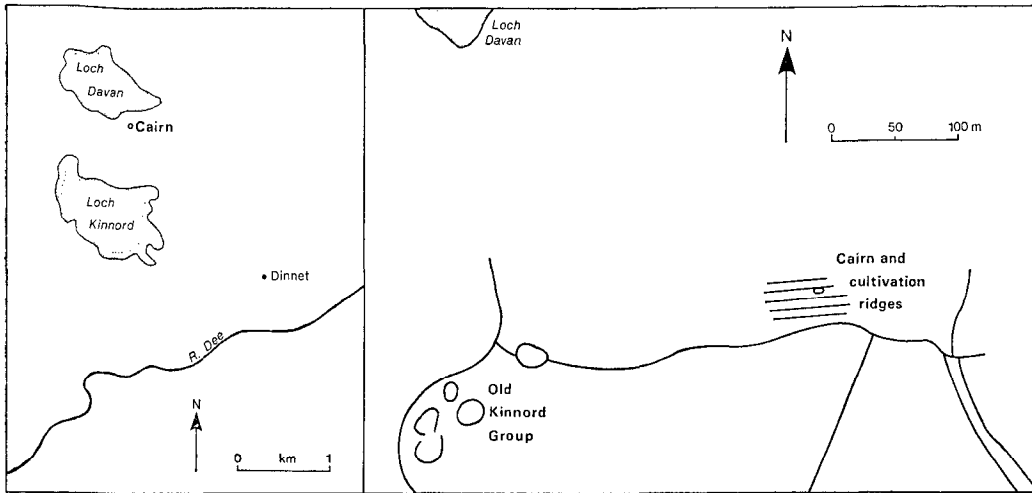 Loch
Davan
Cairn
Loch
Kinnord
Dinnet
R. Dee
N
0 km 1
Loch
Davan
N
0 50 100 m
Cairn and
cultivation
ridges
Old
Kinnord
Group